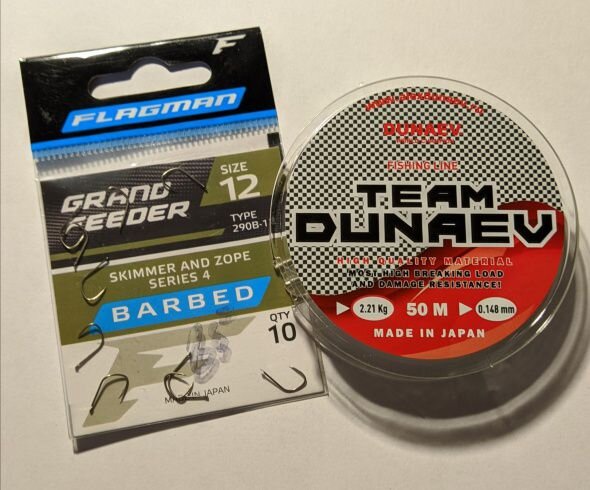 FLAGMAN
GRAND
FEEDER
SIZE
12
TYPE
290B-1
SKIMMER AND ZOPE
SERIES 4
BARBED
QTY
10
MADE IN JAPAN
DUNAEV
FISHING LINE
TEAM
DUNAEV
HIGH QUALITY MATERIAL
MOST HIGH BREAKING LOAD
AND DAMAGE RESISTANCE!
2.21 Kg 50 M 0.148 mm
MADE IN JAPAN